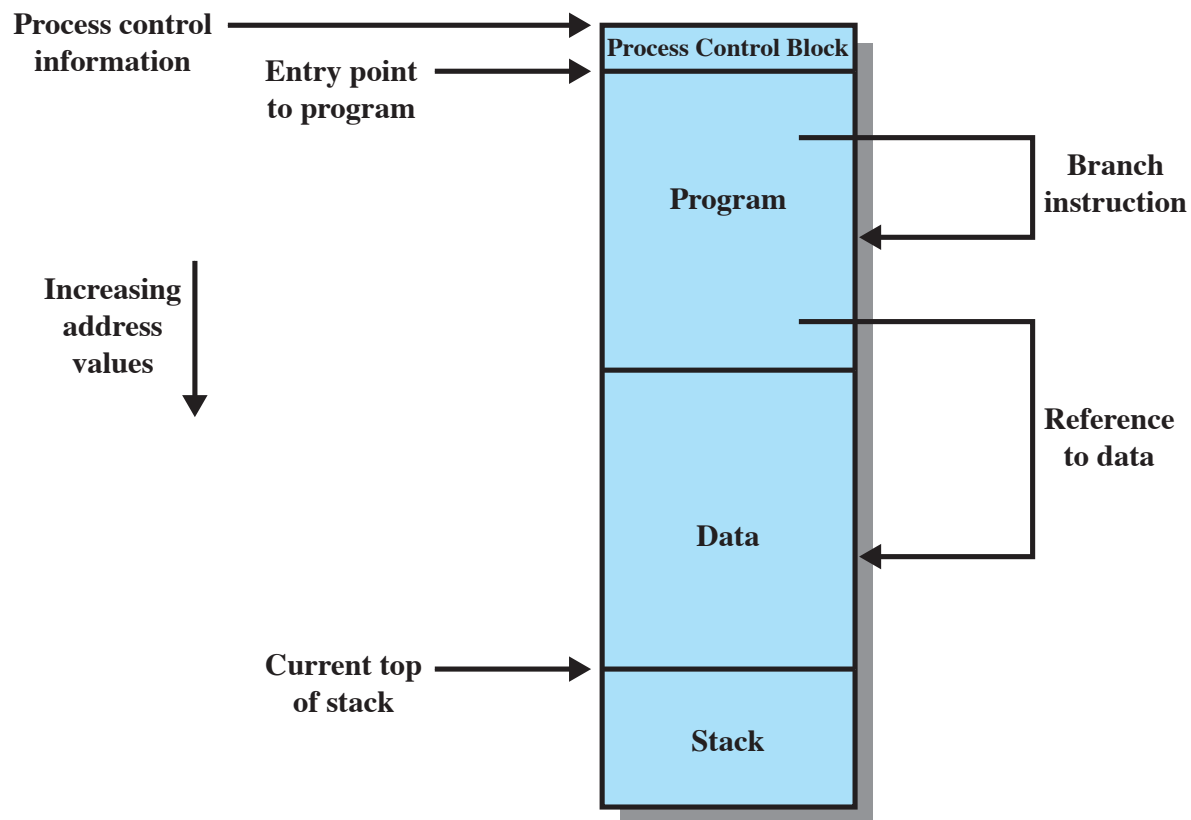 Process control
information
Process Control Block
Entry point
to program
Program
Branch
instruction
Increasing
address
values
Reference
to data
Data
Current top
of stack
Stack